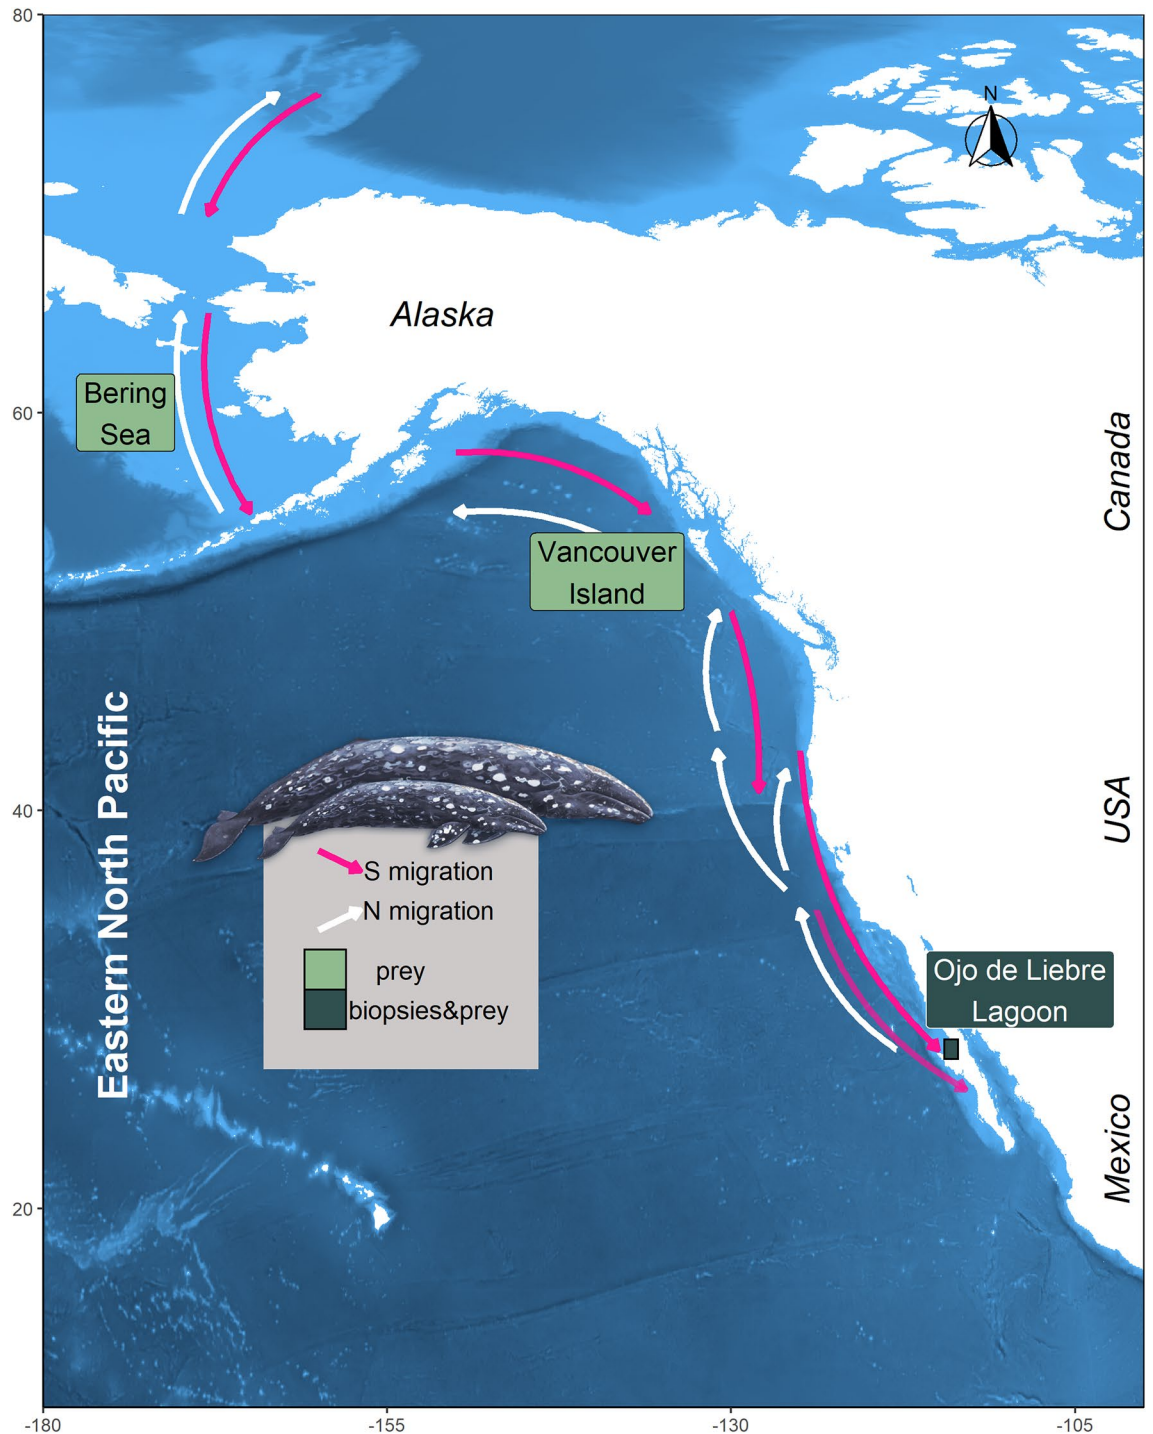 80
N
Alaska
Bering
Sea
60
Canada
Vancouver
Island
Eastern North Pacific
40
USA
S migration
N migration
prey
biopsies&prey
Ojo de Liebre
Lagoon
Mexico
20
-180
-155
-130
-105